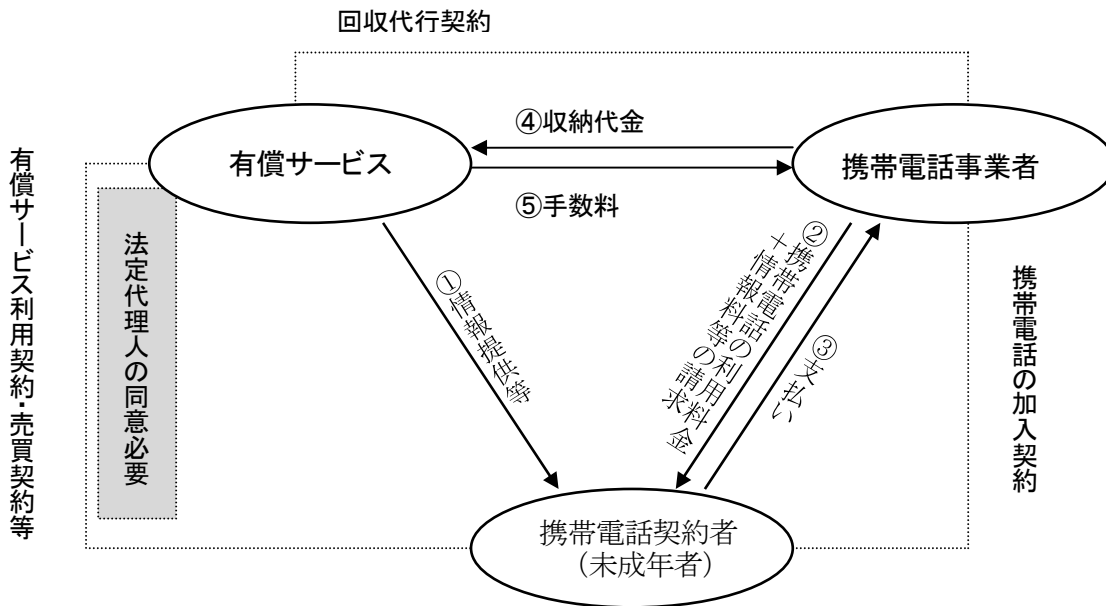 回収代行契約
④収納代金
有償サービス
携帯電話事業者
⑤手数料
有償サービス利用契約・売買契約等
法定代理人の同意必要
①情報提供等
②携帯電話の利用料金
＋情報料等の請求
③支払い
携帯電話の加入契約
携帯電話契約者
（未成年者）